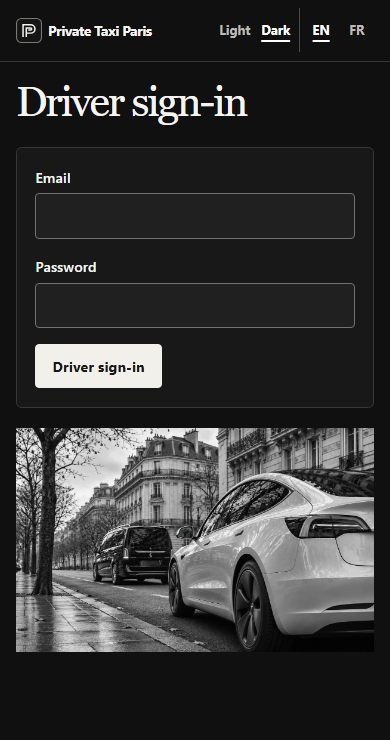 Private Taxi Paris
Light Dark EN FR
Driver sign-in
Email
Password
Driver sign-in